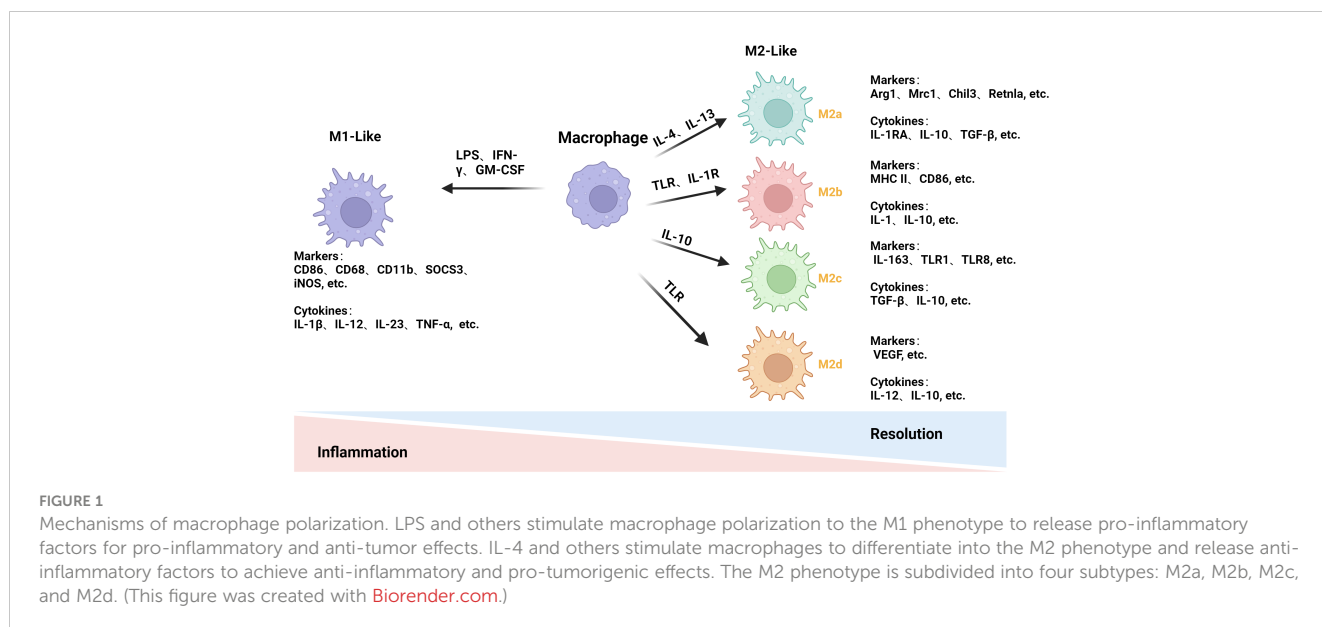 M2-Like
Markers：
Arg1、Mrc1、Chil3、Retnla, etc.
M2a
Cytokines：
IL-1RA、IL-10、TGF-β, etc.
M1-Like
Macrophage
IL-4、IL-13
LPS、IFN-
γ、GM-CSF
TLR、IL-1R
Markers：
MHC II、CD86, etc.
M2b
Cytokines：
IL-1、IL-10, etc.
IL-10
Markers：
IL-163、TLR1、TLR8, etc.
M2c
Cytokines：
TGF-β、IL-10, etc.
Markers：
CD86、CD68、CD11b、SOCS3、
iNOS, etc.
Cytokines：
IL-1β、IL-12、IL-23、TNF-α, etc.
TLR
Markers：
VEGF, etc.
M2d
Cytokines：
IL-12、IL-10, etc.
Resolution
Inflammation
FIGURE 1
Mechanisms of macrophage polarization. LPS and others stimulate macrophage polarization to the M1 phenotype to release pro-inflammatory
factors for pro-inflammatory and anti-tumor effects. IL-4 and others stimulate macrophages to differentiate into the M2 phenotype and release anti-
inflammatory factors to achieve anti-inflammatory and pro-tumorigenic effects. The M2 phenotype is subdivided into four subtypes: M2a, M2b, M2c,
and M2d. (This figure was created with Biorender.com.)